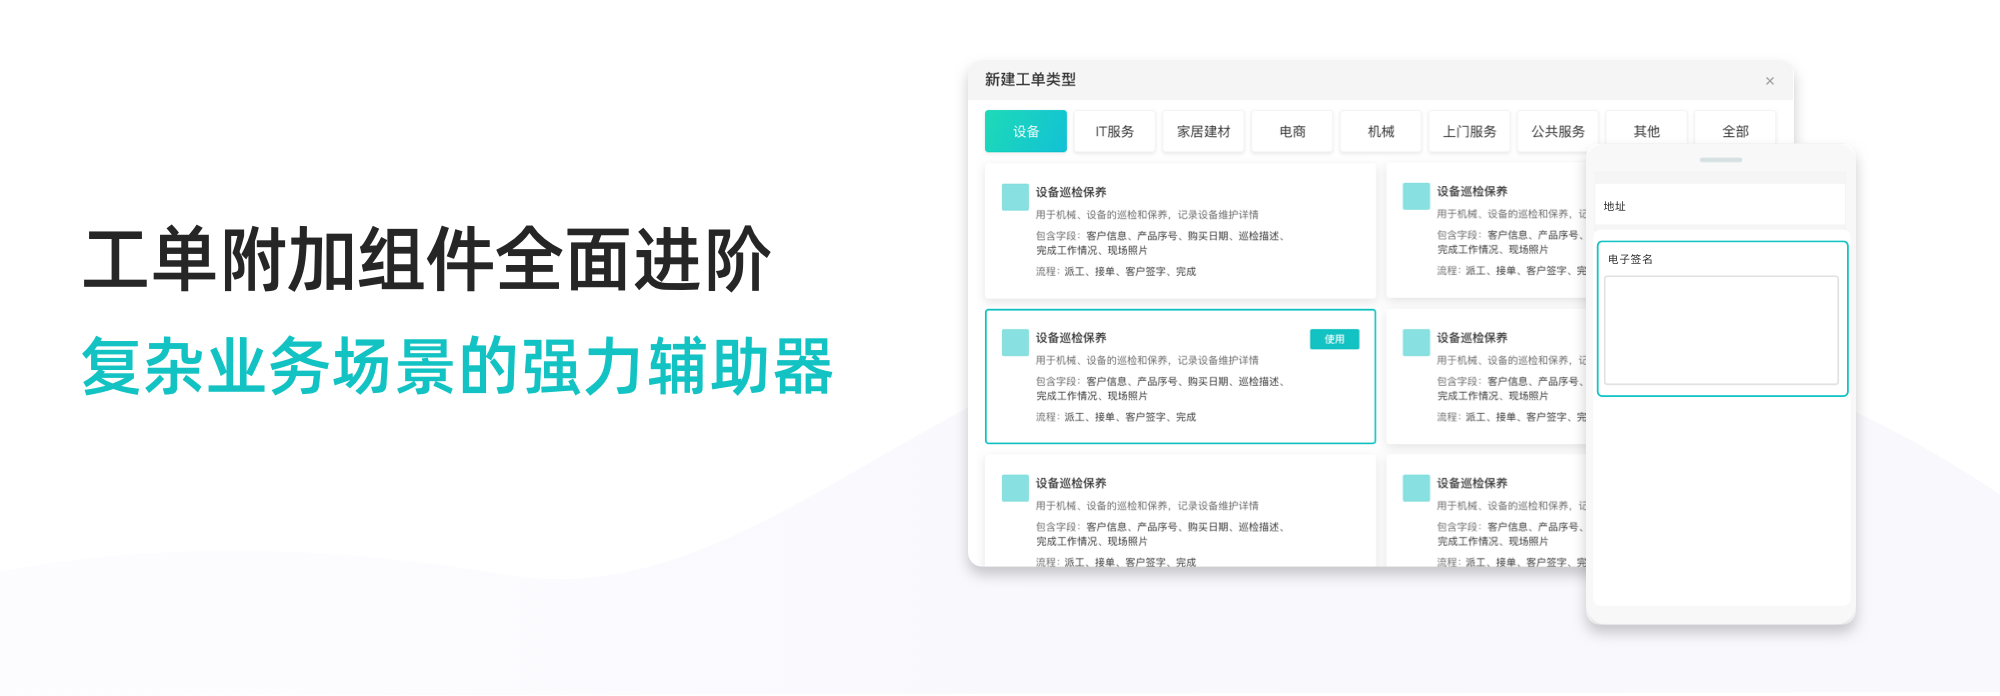 工单附加组件全面进阶
复杂业务场景的强力辅助器
新建工单类型
×
设备 IT服务 家居建材 电商 机械 上门服务 公共服务 其他 全部
设备巡检保养
用于机械、设备的巡检和保养，记录设备维护详情
包含字段：客户信息、产品序号、购买日期、巡检描述、
完成工作情况、现场照片
流程：派工、接单、客户签字、完成
设备巡检保养
用于机械、设备的巡检和保养，记
包含字段：客户信息、产品序号、
完成工作情况、现场照片
流程：派工、接单、客户签字、完
设备巡检保养
使用
用于机械、设备的巡检和保养，记录设备维护详情
包含字段：客户信息、产品序号、购买日期、巡检描述、
完成工作情况、现场照片
流程：派工、接单、客户签字、完成
设备巡检保养
用于机械、设备的巡检和保养，记
包含字段：客户信息、产品序号、
完成工作情况、现场照片
流程：派工、接单、客户签字、完
设备巡检保养
用于机械、设备的巡检和保养，记录设备维护详情
包含字段：客户信息、产品序号、购买日期、巡检描述、
完成工作情况、现场照片
流程：派工、接单、客户签字、完成
设备巡检保养
用于机械、设备的巡检和保养，记
包含字段：客户信息、产品序号、
完成工作情况、现场照片
流程：派工、接单、客户签字、完
地址
电子签名